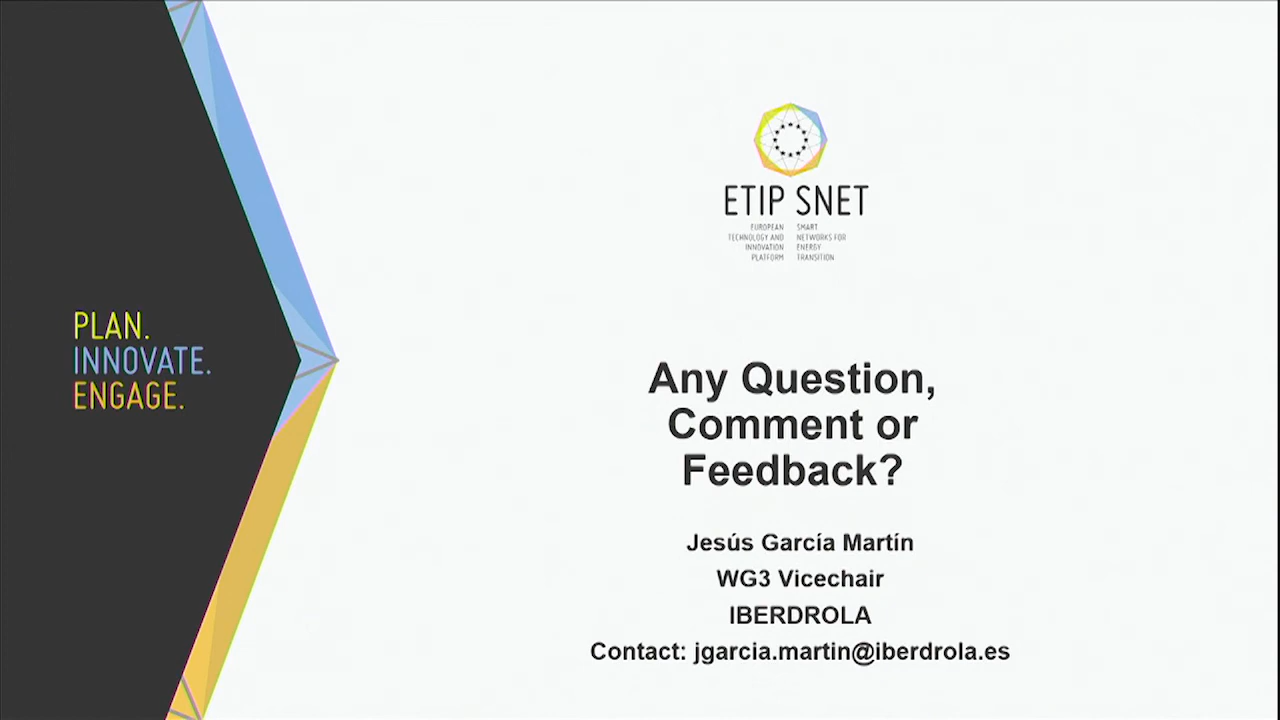 PLAN.
INNOVATE.
ENGAGE.
ETIP SNET
EUROPEAN
TECHNOLOGY AND
INNOVATION
PLATFORM
SMART
NETWORKS FOR
ENERGY
TRANSITION
Any Question,
Comment or
Feedback?
Jesús García Martín
WG3 Vicechair
IBERDROLA
Contact: jgarcia.martin@iberdrola.es